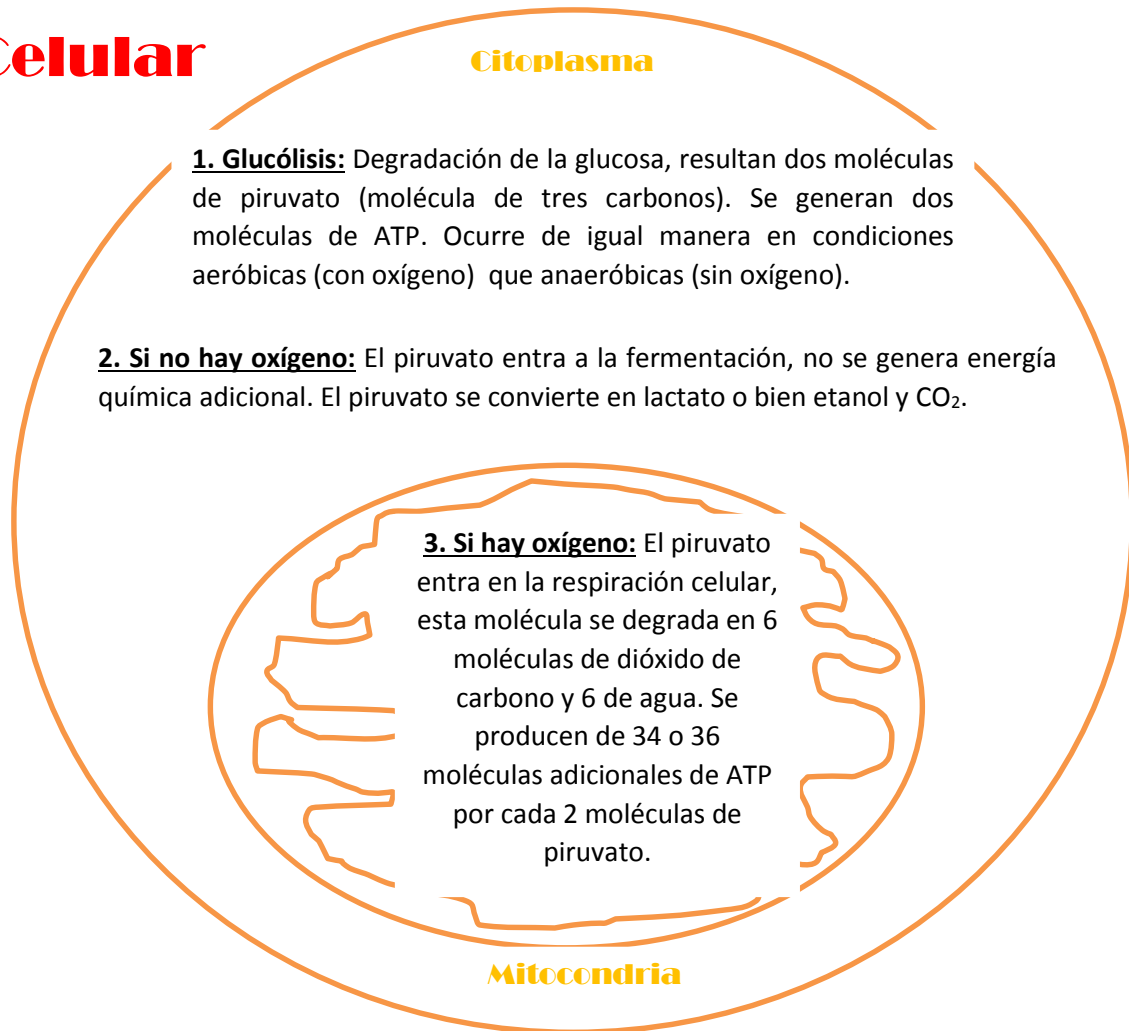 Celular
Citoplasma
1. Glucólisis: Degradación de la glucosa, resultan dos moléculas
de piruvato (molécula de tres carbonos). Se generan dos
moléculas de ATP. Ocurre de igual manera en condiciones
aeróbicas (con oxígeno) que anaeróbicas (sin oxígeno).
2. Si no hay oxígeno: El piruvato entra a la fermentación, no se genera energía
química adicional. El piruvato se convierte en lactato o bien etanol y CO₂.
3. Si hay oxígeno: El piruvato
entra en la respiración celular,
esta molécula se degrada en 6
moléculas de dióxido de
carbono y 6 de agua. Se
producen de 34 o 36
moléculas adicionales de ATP
por cada 2 moléculas de
piruvato.
Mitocondria